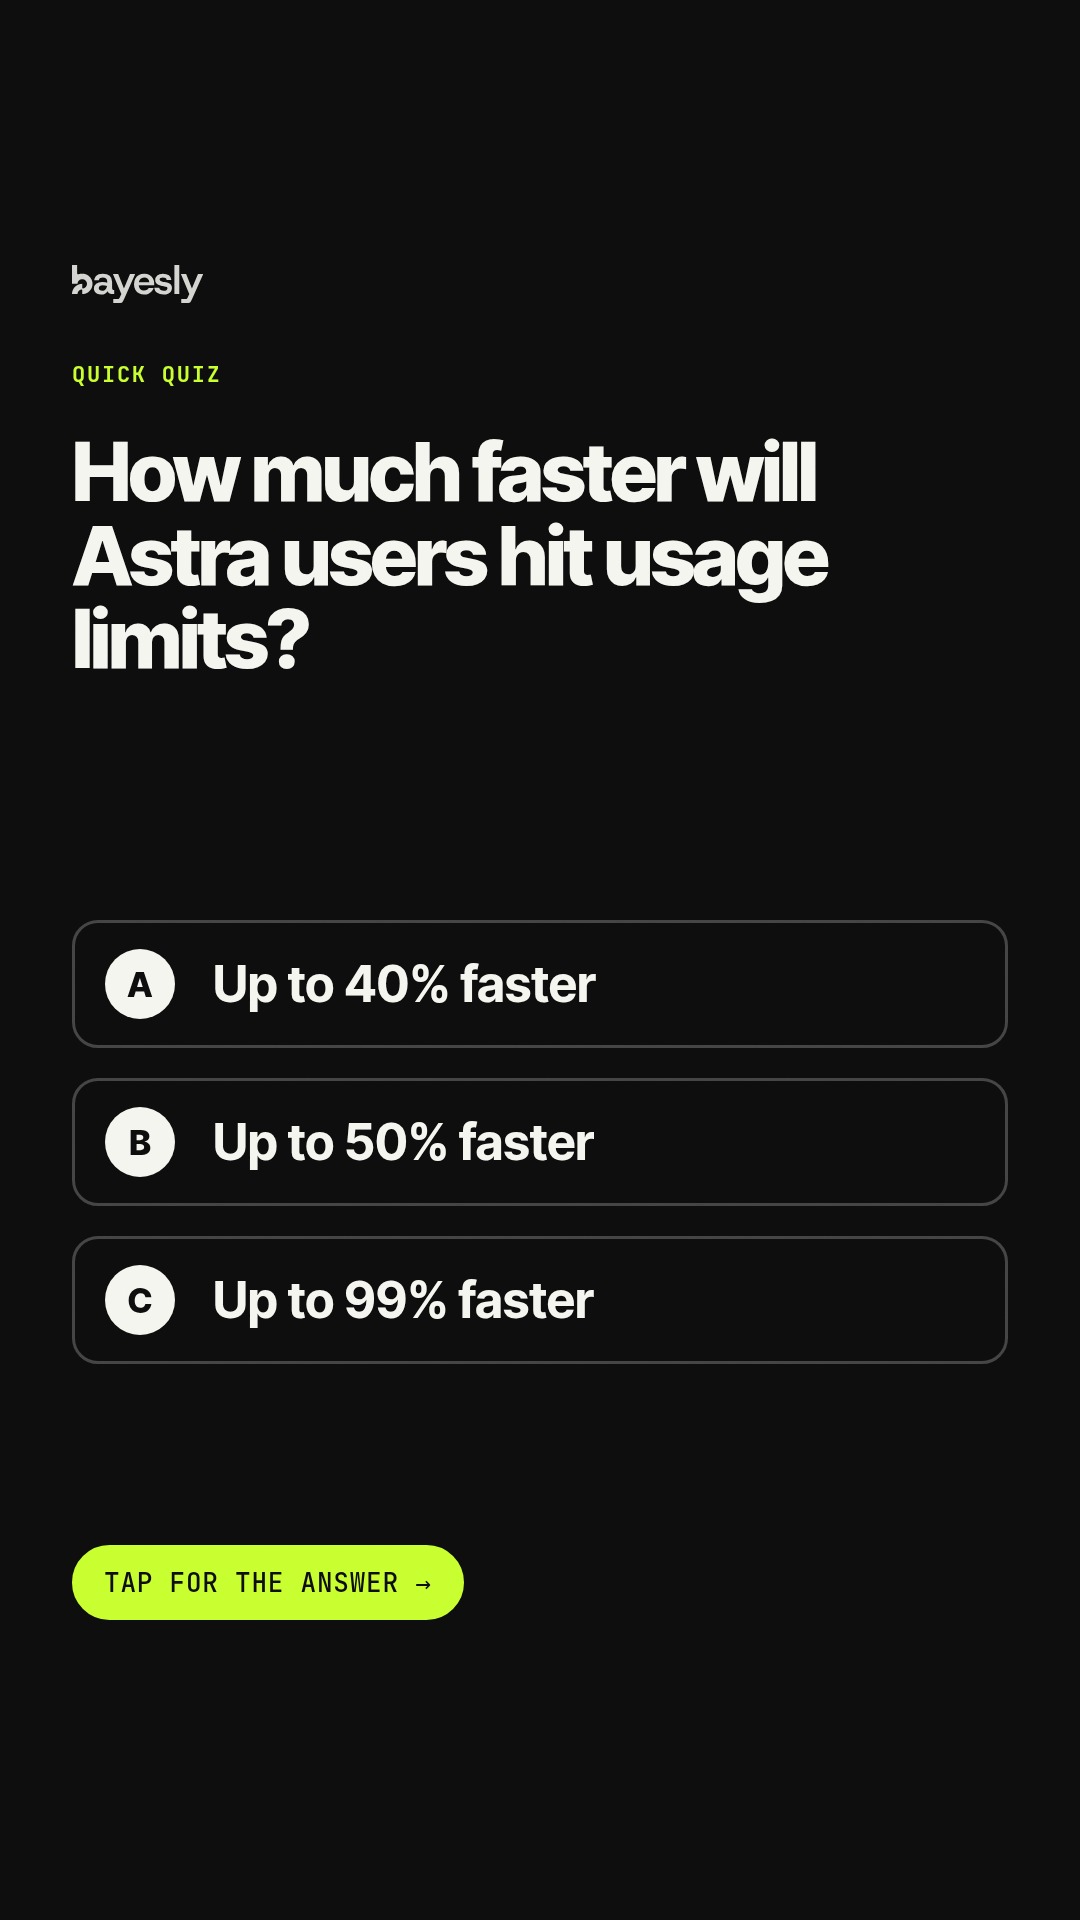 bayesly
QUICK QUIZ
How much faster will
Astra users hit usage
limits?
A Up to 40% faster
B Up to 50% faster
C Up to 99% faster
TAP FOR THE ANSWER →